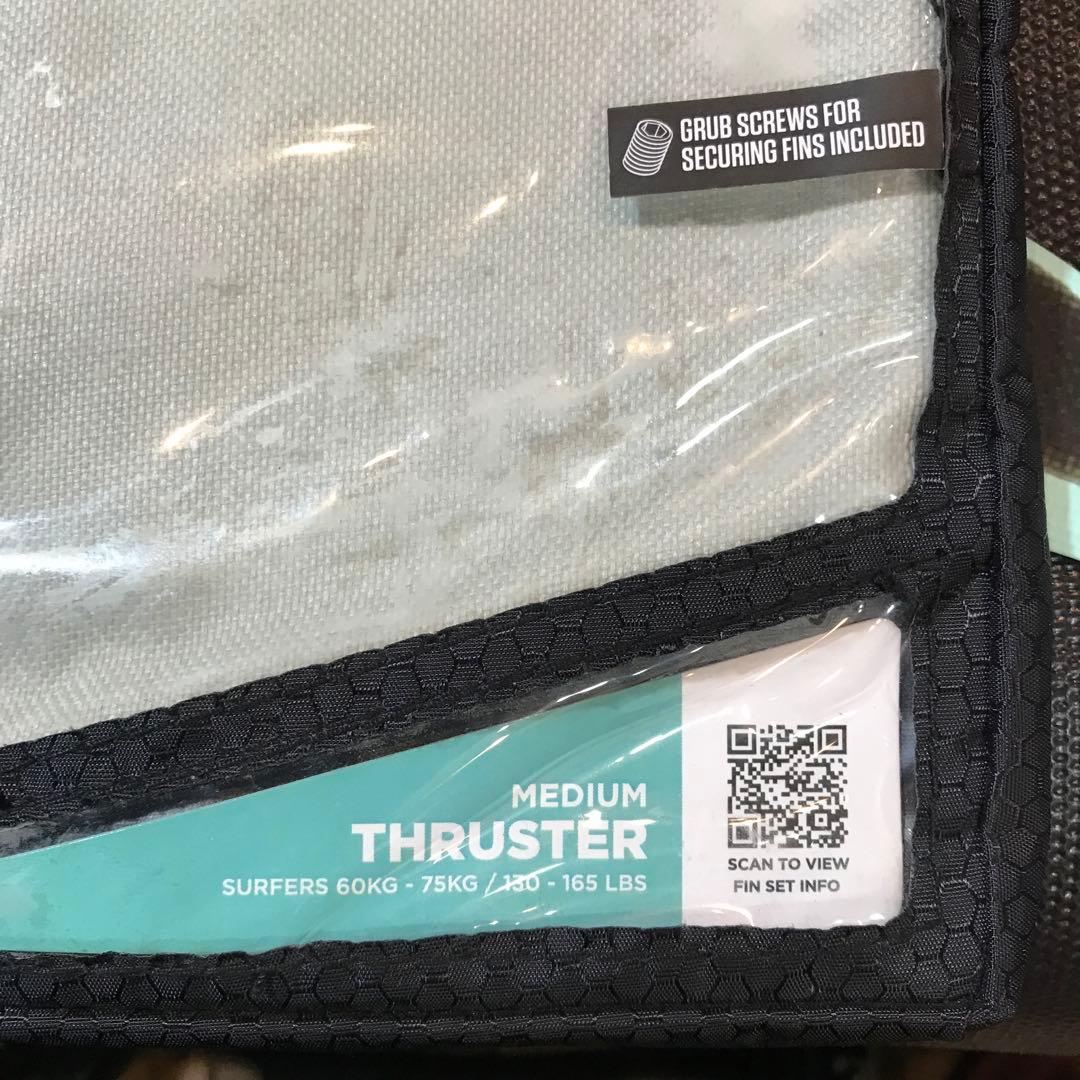 GRUB SCREWS FOR
SECURING FINS INCLUDED
MEDIUM
THRUSTER
SURFERS 60KG - 75KG / 130 - 165 LBS
SCAN TO VIEW
FIN SET INFO